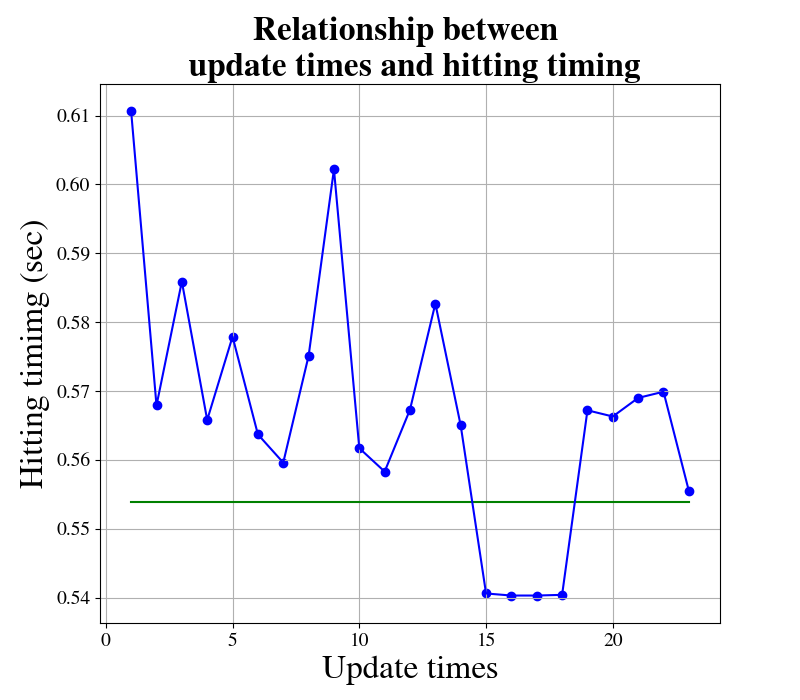 Relationship between
update times and hitting timing
Hitting timimg (sec)
0.61
0.60
0.59
0.58
0.57
0.56
0.55
0.54
0 5 10 15 20
Update times